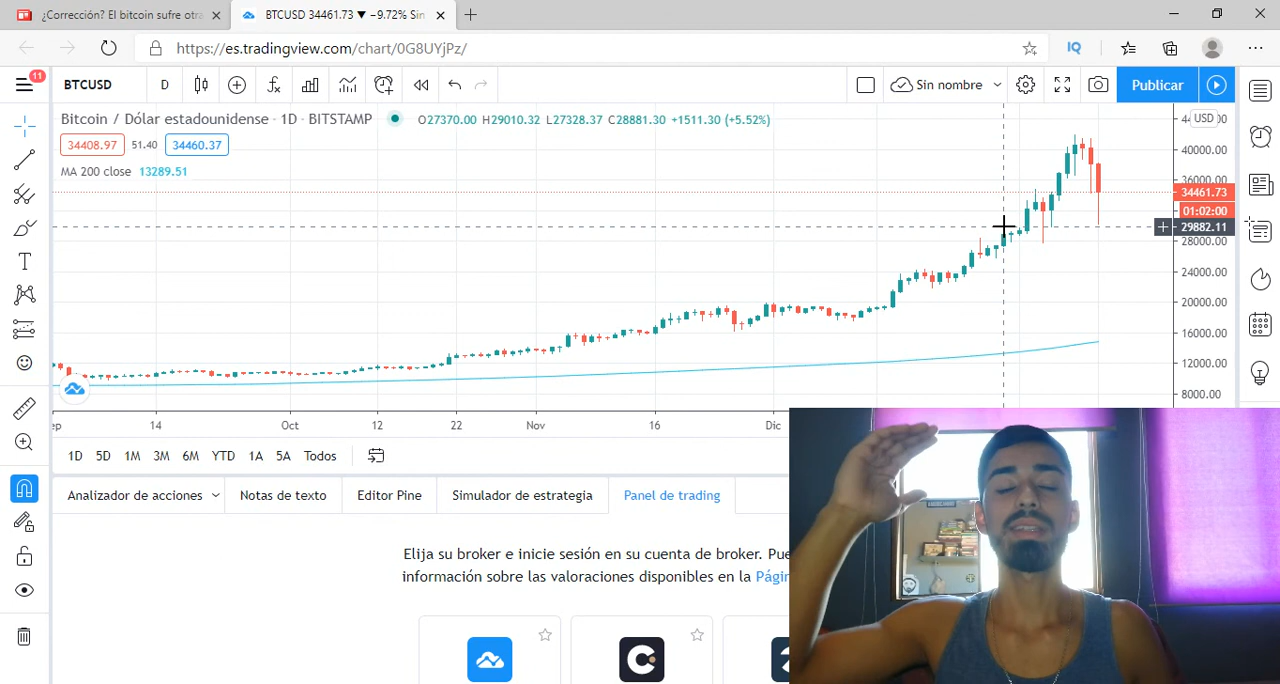 ¿Corrección? El bitcoin sufre otra
BTCUSD 34461.73 ▼ −9.72% Sin
https://es.tradingview.com/chart/0G8UYjPz/
11
BTCUSD
D
Sin nombre
Publicar
Bitcoin / Dólar estadounidense · 1D · BITSTAMP
O27370.00 H29010.32 L27328.37 C28881.30 +1511.30 (+5.52%)
USD
34408.97
51.40
34460.37
MA 200 close 13289.51
40000.00
36000.00
34461.73
01:02:00
29882.11
28000.00
24000.00
20000.00
16000.00
12000.00
8000.00
14
Oct
12
22
Nov
16
Dic
1D 5D 1M 3M 6M YTD 1A 5A Todos
Analizador de acciones
Notas de texto
Editor Pine
Simulador de estrategia
Panel de trading
Elija su broker e inicie sesión en su cuenta de broker.
información sobre las valoraciones disponibles en la